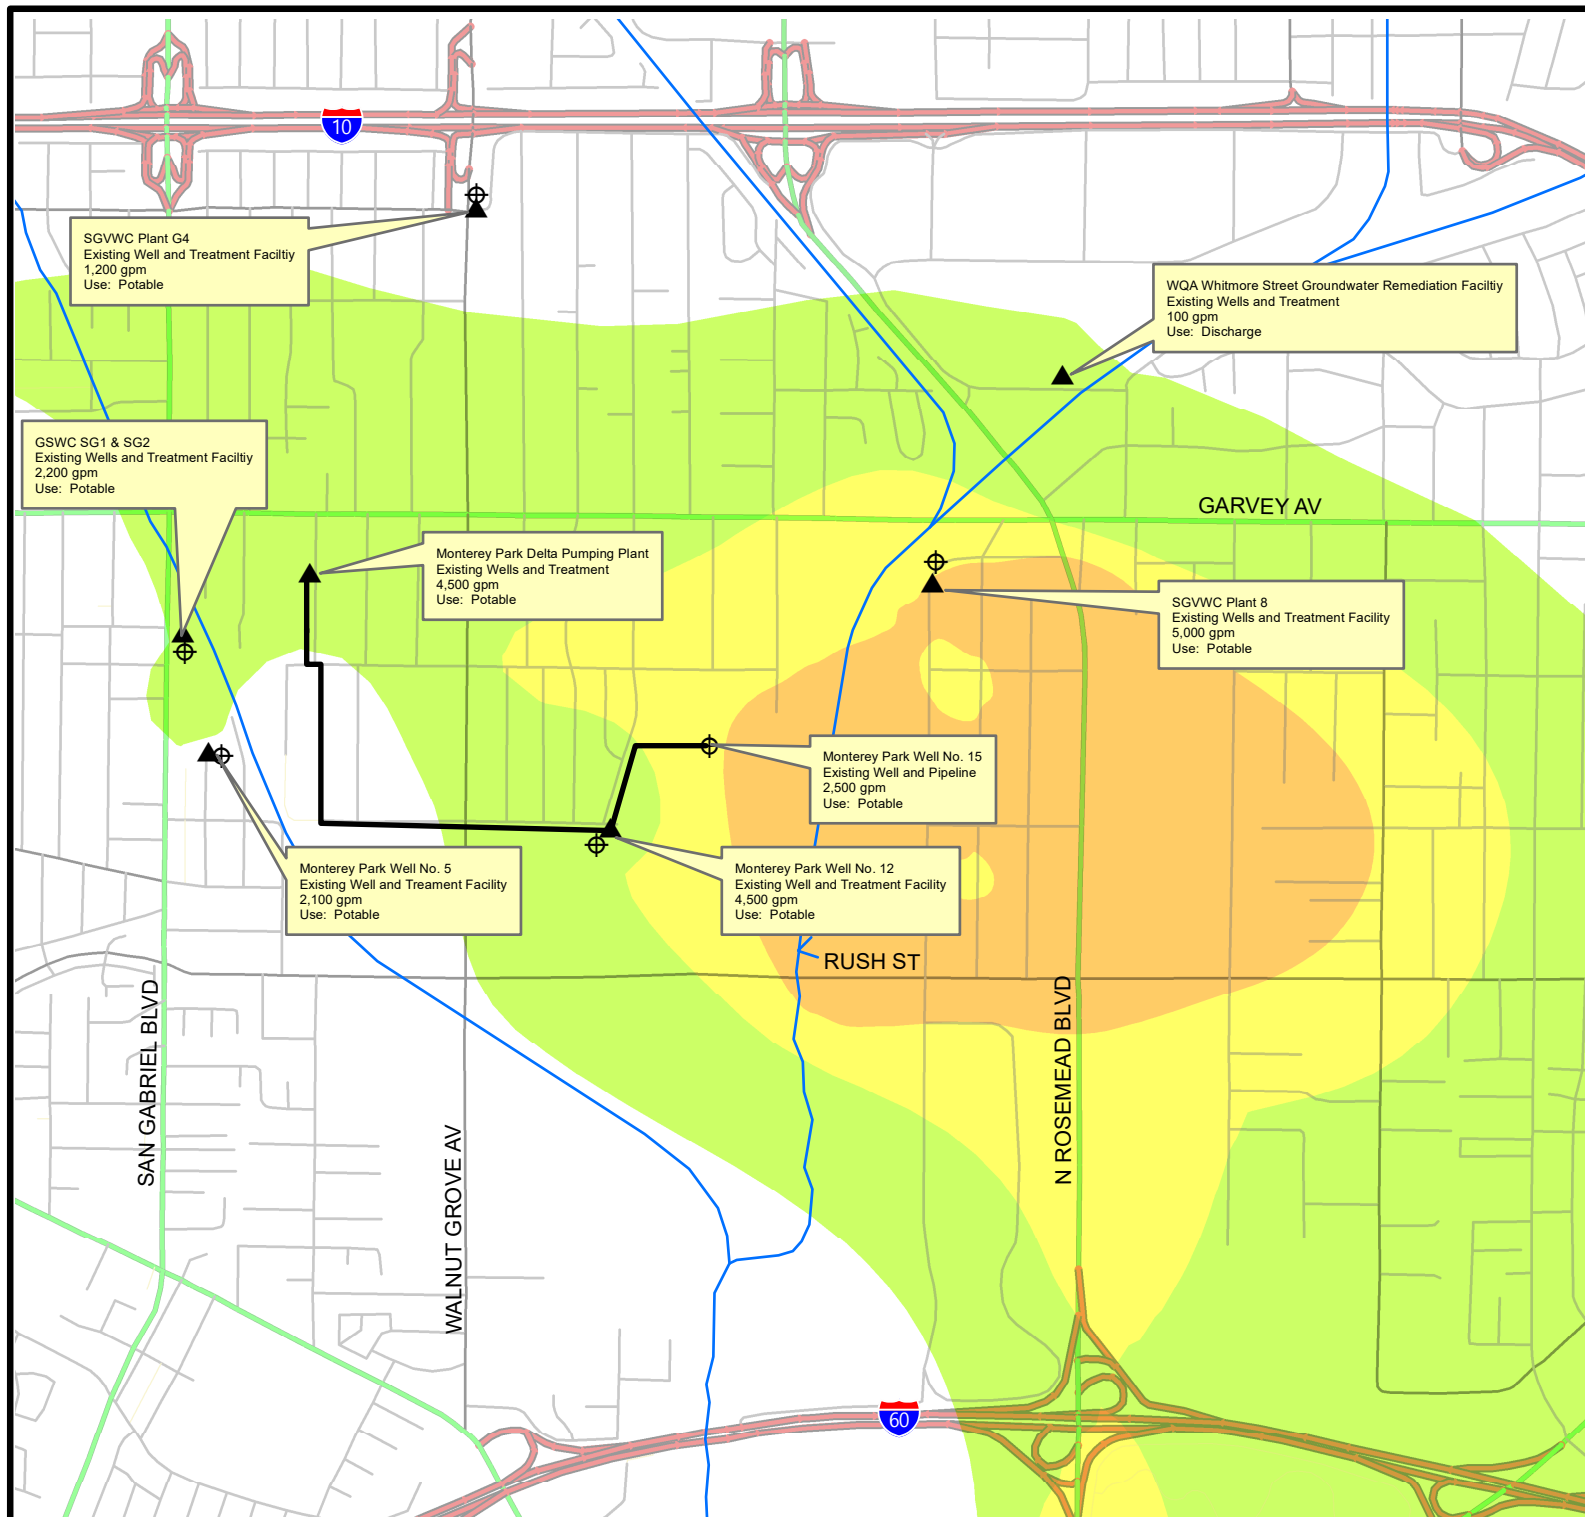 10
SGVWC Plant G4
Existing Well and Treatment Faciltiy
1,200 gpm
Use: Potable
WQA Whitmore Street Groundwater Remediation Faciltiy
Existing Wells and Treatment
100 gpm
Use: Discharge
GSWC SG1 & SG2
Existing Wells and Treatment Faciltiy
2,200 gpm
Use: Potable
GARVEY AV
Monterey Park Delta Pumping Plant
Existing Wells and Treatment
4,500 gpm
Use: Potable
SGVWC Plant 8
Existing Wells and Treatment Facility
5,000 gpm
Use: Potable
Monterey Park Well No. 15
Existing Well and Pipeline
2,500 gpm
Use: Potable
Monterey Park Well No. 5
Existing Well and Treament Facility
2,100 gpm
Use: Potable
Monterey Park Well No. 12
Existing Well and Treatment Facility
4,500 gpm
Use: Potable
RUSH ST
SAN GABRIEL BLVD
WALNUT GROVE AV
N ROSEMEAD BLVD
60